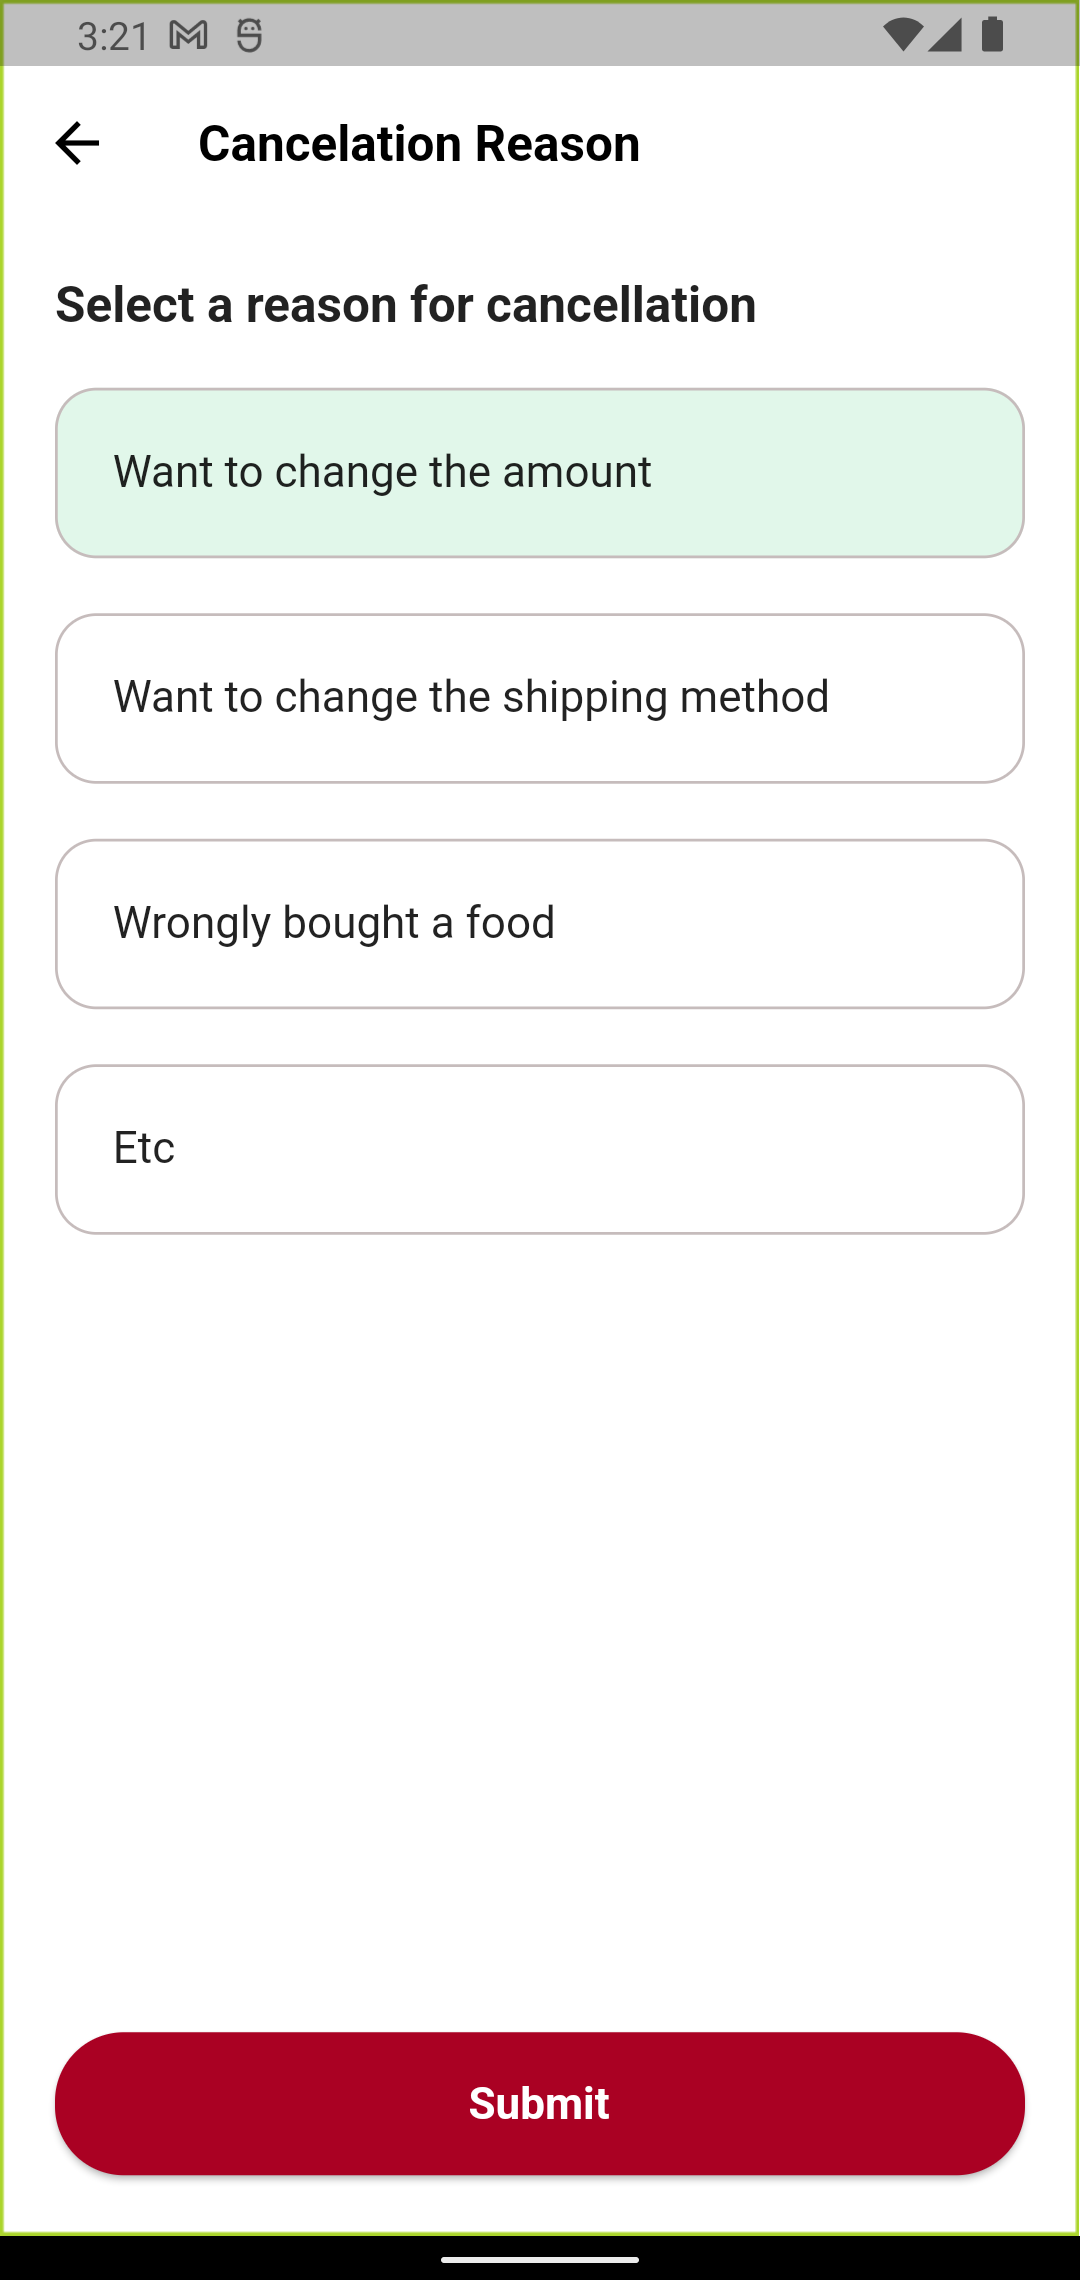 3:21
Cancelation Reason
Select a reason for cancellation
Want to change the amount
Want to change the shipping method
Wrongly bought a food
Etc
Submit